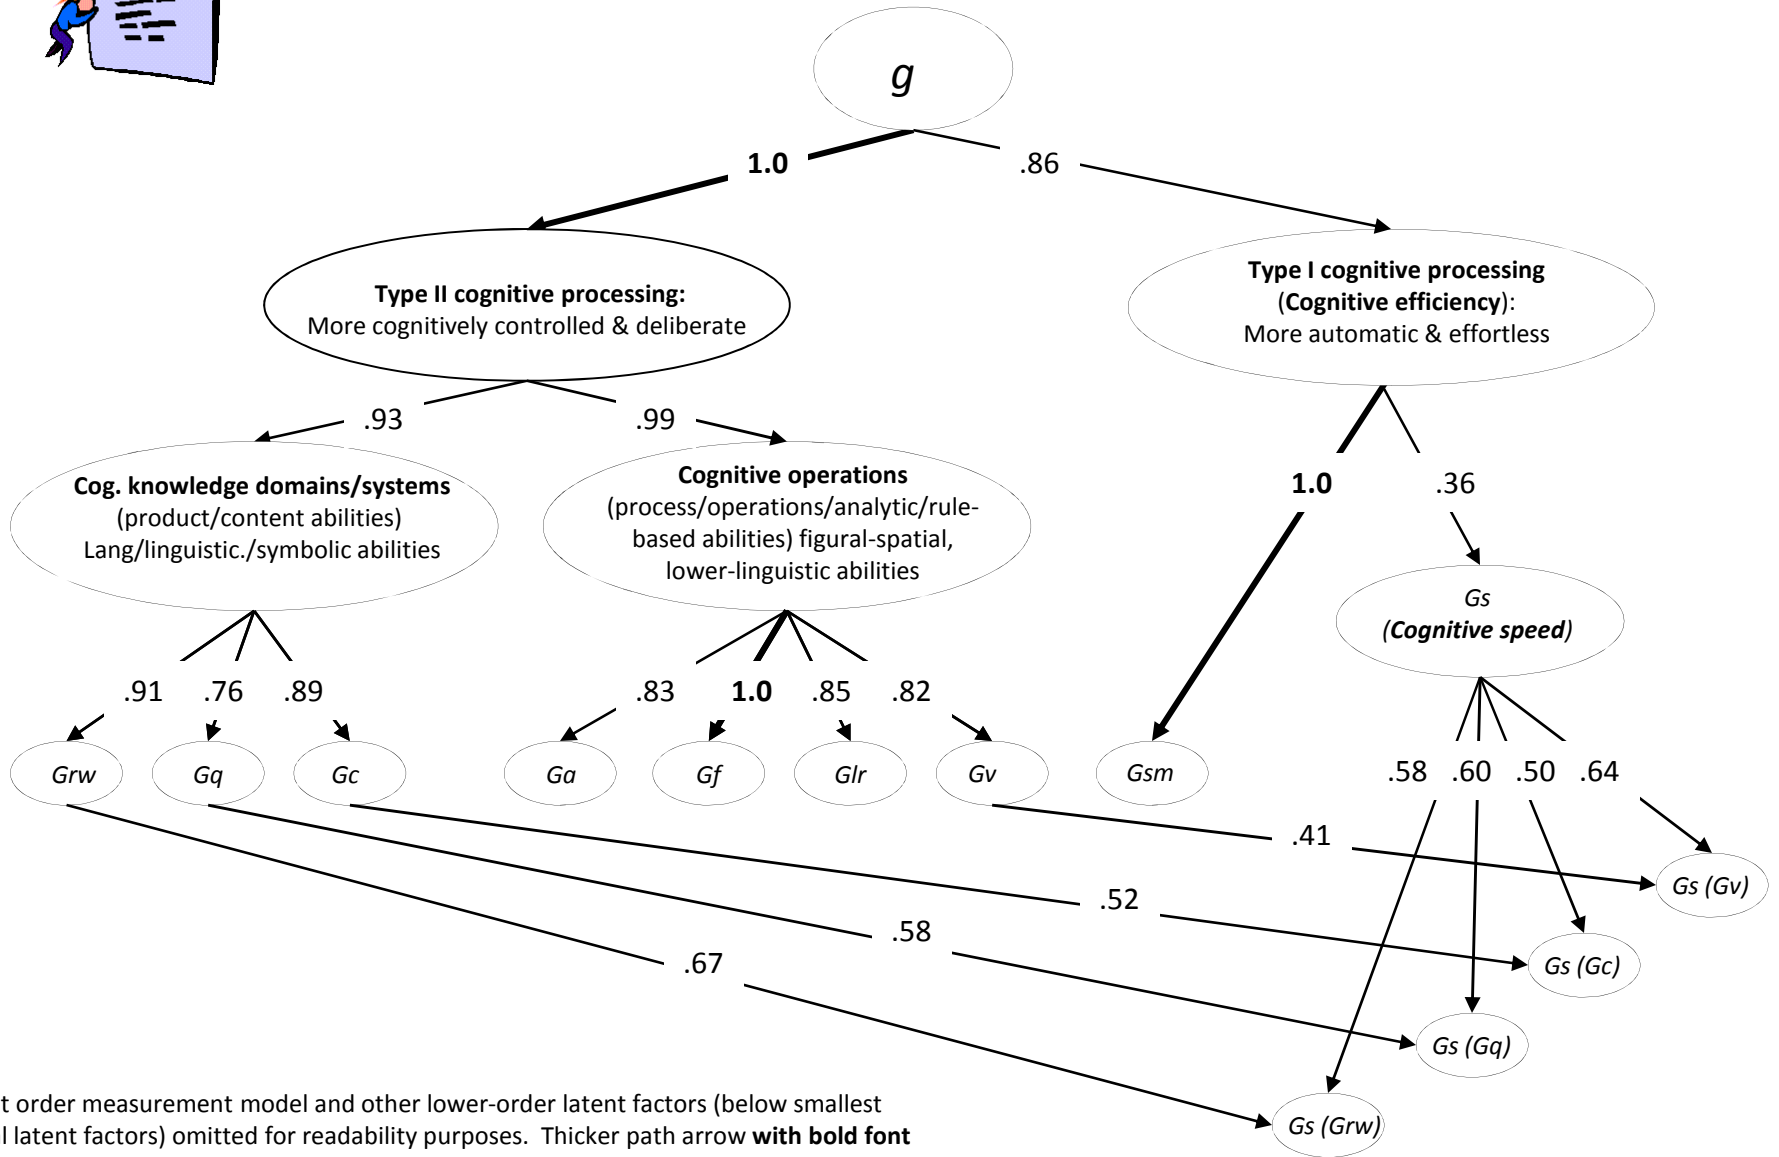 g
1.0
.86
Type II cognitive processing:
More cognitively controlled & deliberate
Type I cognitive processing
(Cognitive efficiency):
More automatic & effortless
.93
.99
Cog. knowledge domains/systems
(product/content abilities)
Lang/linguistic./symbolic abilities
Cognitive operations
(process/operations/analytic/rule-
based abilities) figural-spatial,
lower-linguistic abilities
1.0
.36
Gs
(Cognitive speed)
.91 .76 .89
.83 1.0 .85 .82
Grw Gq Gc Ga Gf Glr Gv Gsm
.58 .60 .50 .64
.41
.52
.58
.67
Gs (Gv)
Gs (Gc)
Gs (Gq)
Gs (Grw)
t order measurement model and other lower-order latent factors (below smallest
l latent factors) omitted for readability purposes. Thicker path arrow with bold font